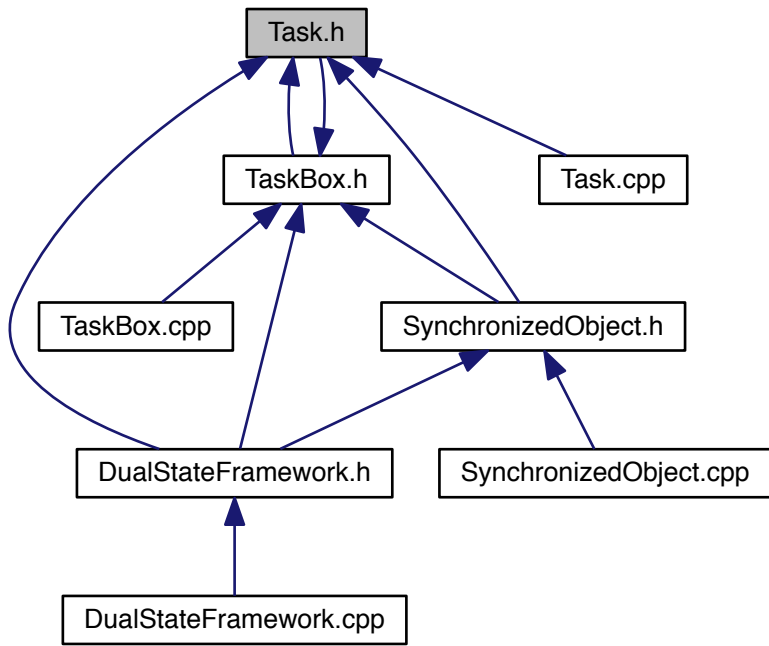 Task.h
TaskBox.h
Task.cpp
TaskBox.cpp
SynchronizedObject.h
DualStateFramework.h
SynchronizedObject.cpp
DualStateFramework.cpp